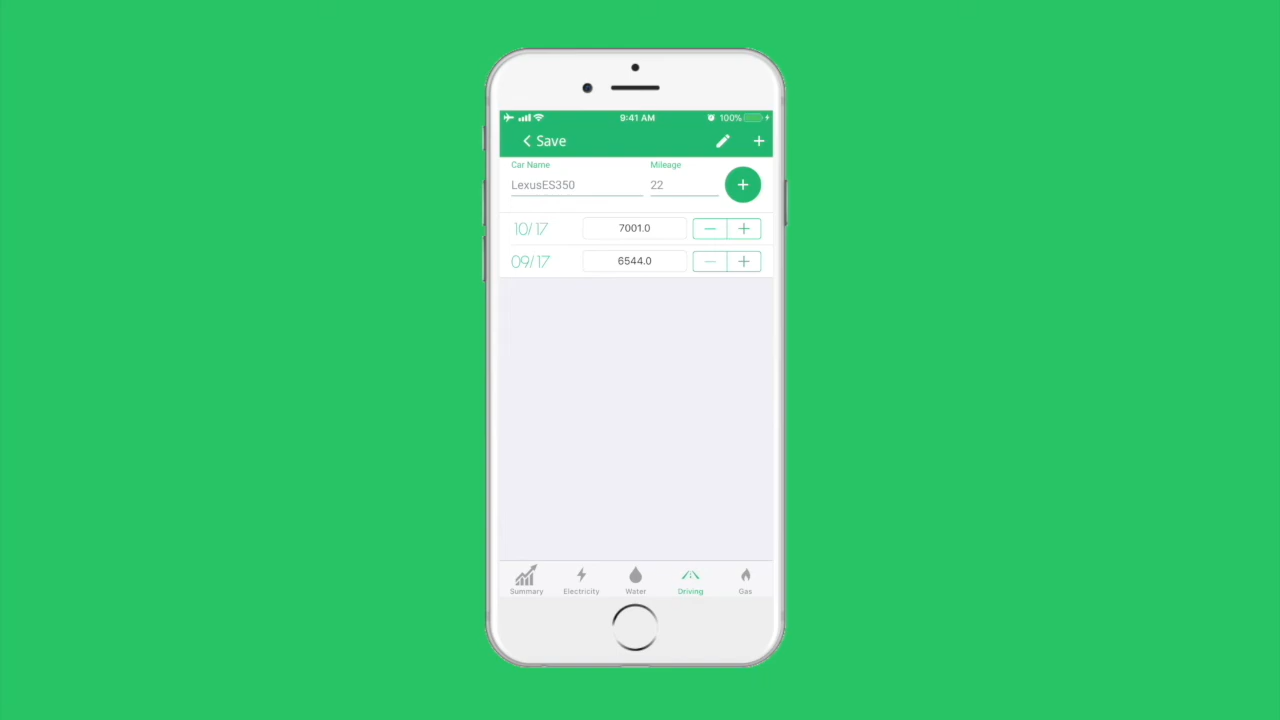 9:41 AM 100%
Save
Car Name Mileage
LexusES350 22
10/17 7001.0
09/17 6544.0
Summary Electricity Water Driving Gas